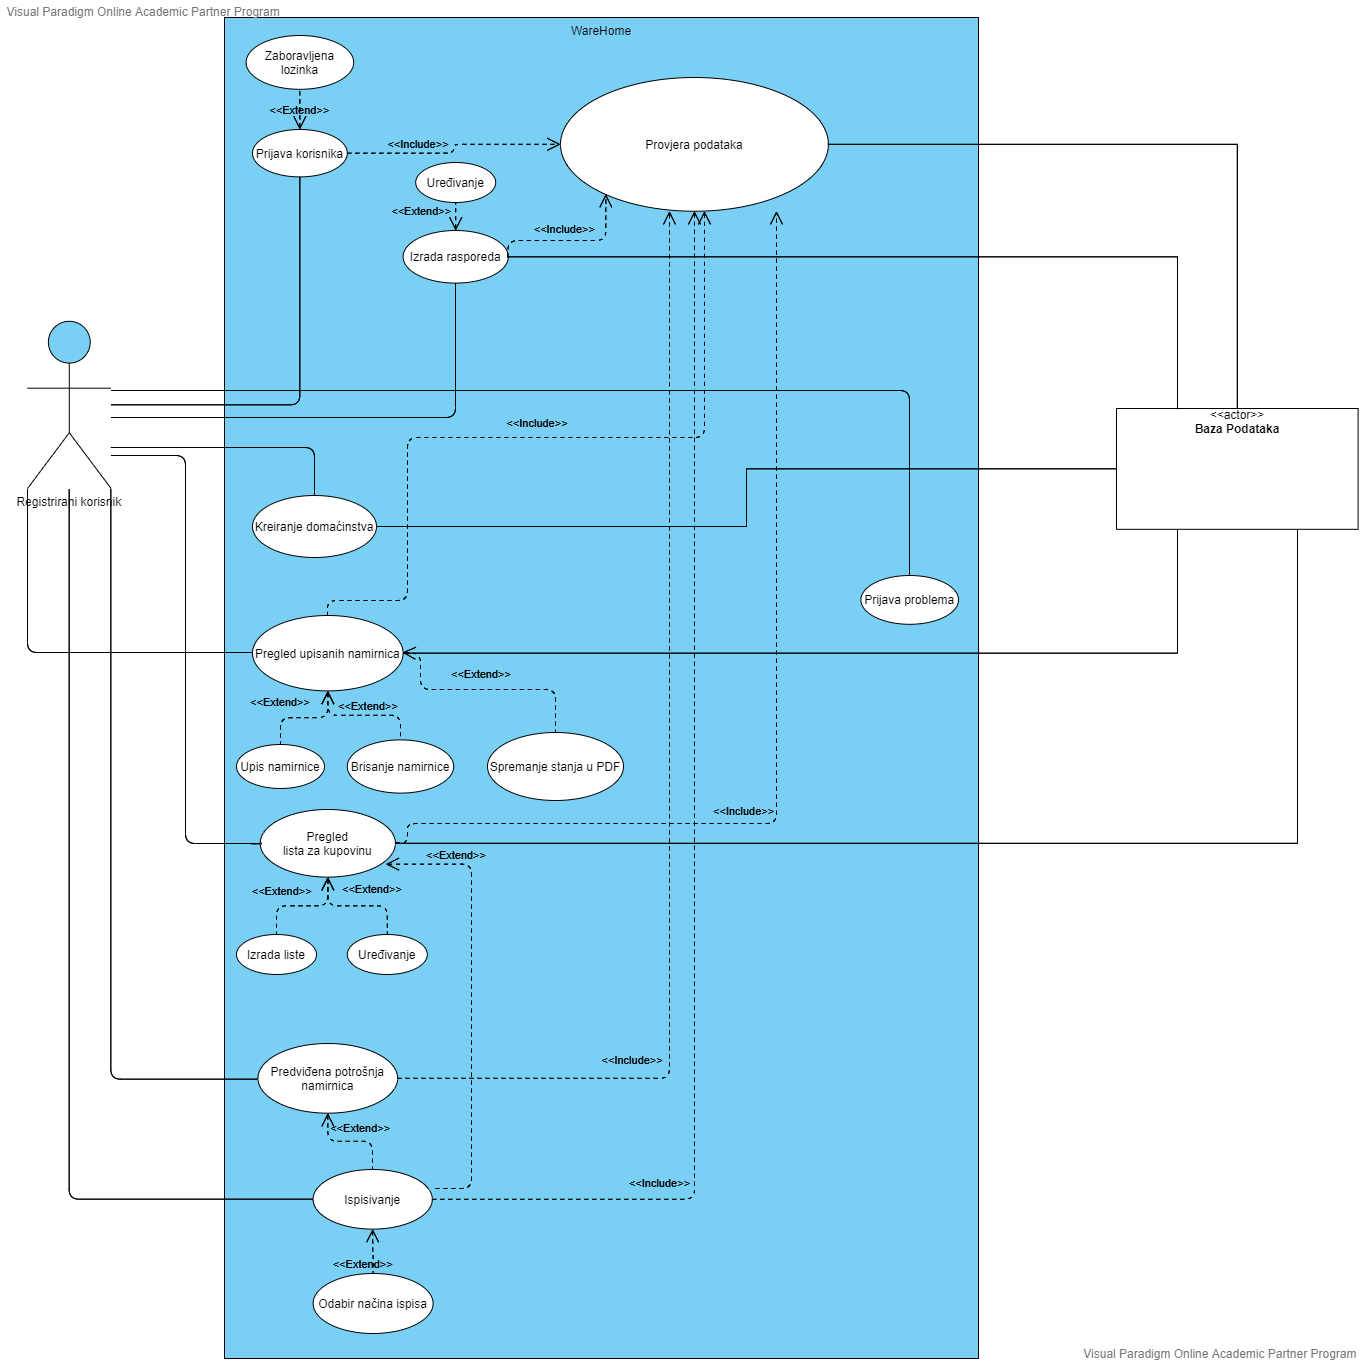 Visual Paradigm Online Academic Partner Program
WareHome
Zaboravljena
lozinka
<<Extend>>
Prijava korisnika
<<Include>>
Provjera podataka
Uređivanje
<<Extend>>
<<Include>>
Izrada rasporeda
<<actor>>
Baza Podataka
<<Include>>
Registrirani korisnik
Kreiranje domaćinstva
Prijava problema
Pregled upisanih namirnica
<<Extend>>
<<Extend>>
<<Extend>>
Upis namirnice
Brisanje namirnice
Spremanje stanja u PDF
<<Include>>
Pregled
lista za kupovinu
<<Extend>>
<<Extend>>
<<Extend>>
Izrada liste
Uređivanje
<<Include>>
Predviđena potrošnja
namirnica
<<Extend>>
<<Include>>
Ispisivanje
<<Extend>>
Odabir načina ispisa
Visual Paradigm Online Academic Partner Program